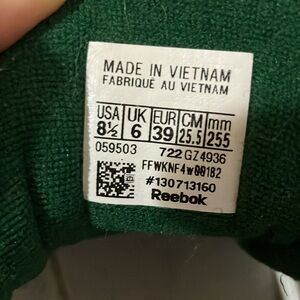 MADE IN VIETNAM
FABRIQUÉ AU VIETNAM
USA UK EUR CM mm
8½ 6 39 25.5 255
059503 722 GZ4936
FFWKNF4w00182
#130713160
Reebok